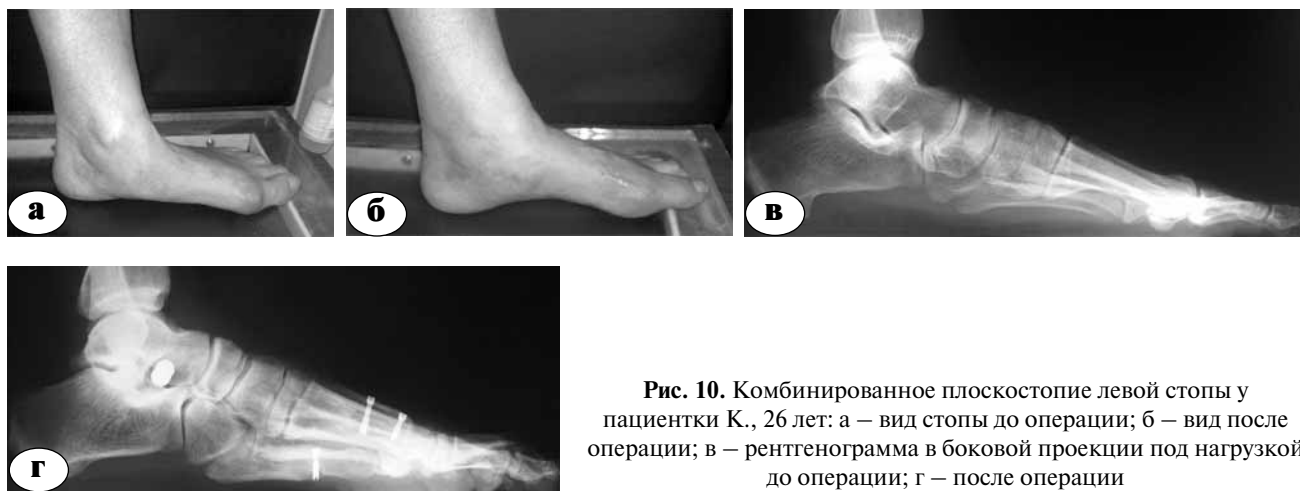 а
б
в
г
Рис. 10. Комбинированное плоскостопие левой стопы у
пациентки К., 26 лет: а – вид стопы до операции; б – вид после
операции; в – рентгенограмма в боковой проекции под нагрузкой
до операции; г – после операции